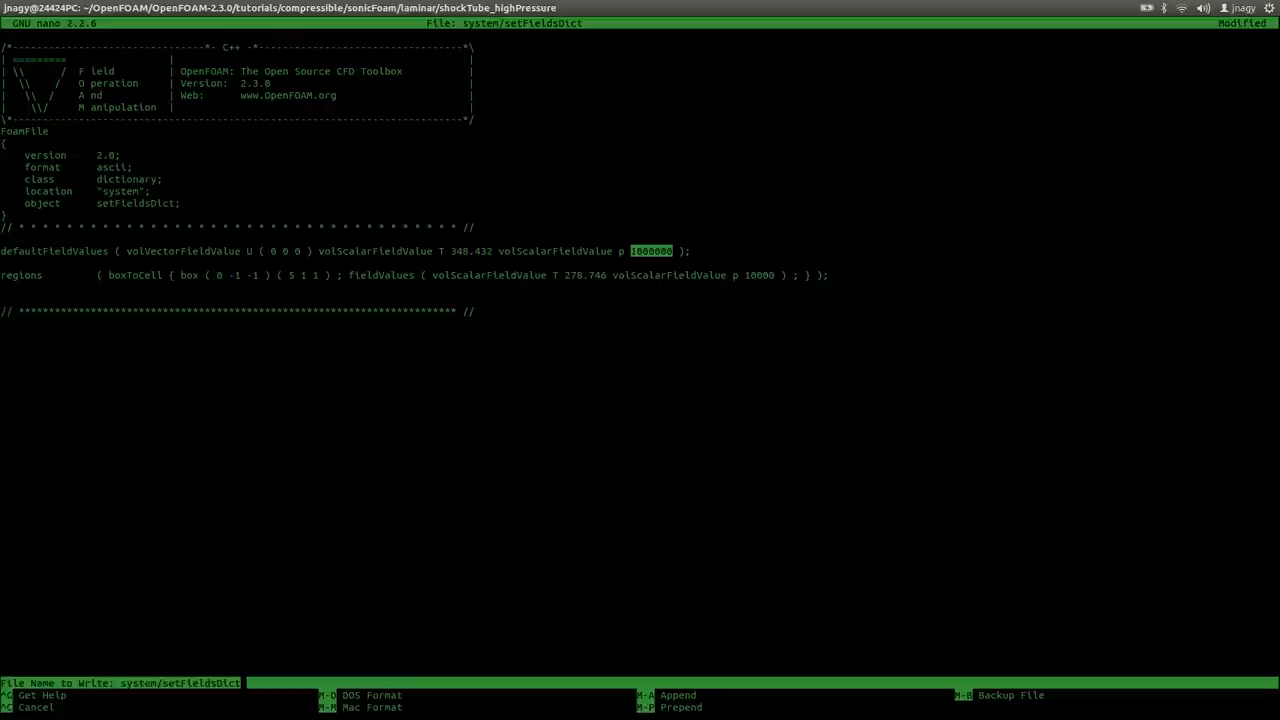 jnagy@24424PC: ~/OpenFOAM/OpenFOAM-2.3.0/tutorials/compressible/sonicFoam/laminar/shockTube_highPressure jnagy
GNU nano 2.2.6 File: system/setFieldsDict Modified
/*--------------------------------*- C++ -*----------------------------------*\
| ========= | |
| \\ / F ield | OpenFOAM: The Open Source CFD Toolbox |
| \\ / O peration | Version: 2.3.0 |
| \\ / A nd | Web: www.OpenFOAM.org |
| \\/ M anipulation | |
\*---------------------------------------------------------------------------*/
FoamFile
{
version 2.0;
format ascii;
class dictionary;
location "system";
object setFieldsDict;
}
// * * * * * * * * * * * * * * * * * * * * * * * * * * * * * * * * * * * * * //
defaultFieldValues ( volVectorFieldValue U ( 0 0 0 ) volScalarFieldValue T 348.432 volScalarFieldValue p 1000000 );
regions ( boxToCell { box ( 0 -1 -1 ) ( 5 1 1 ) ; fieldValues ( volScalarFieldValue T 278.746 volScalarFieldValue p 10000 ) ; } );
// ************************************************************************* //
File Name to Write: system/setFieldsDict
^G Get Help M-D DOS Format M-A Append M-B Backup File
^C Cancel M-M Mac Format M-P Prepend